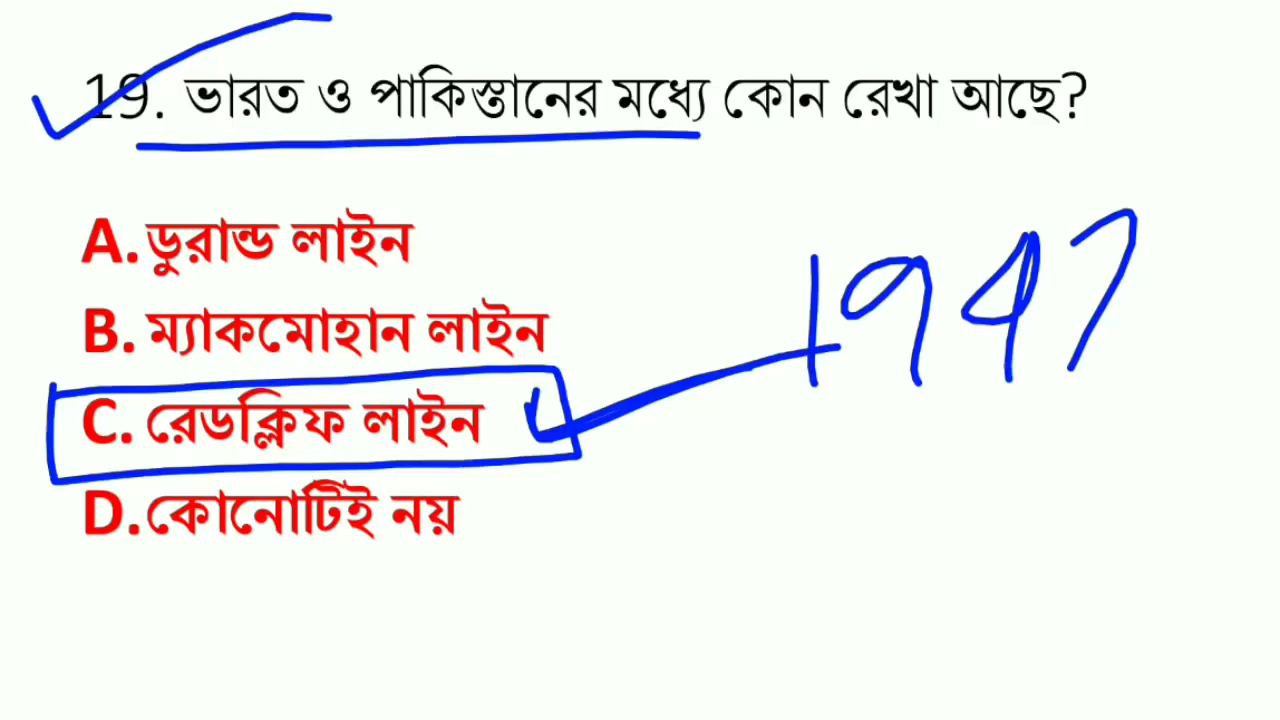 19. ভারত ও পাকিস্তানের মধ্যে কোন রেখা আছে?
A. ডুরান্ড লাইন
B. ম্যাকমোহান লাইন
C. রেডক্লিফ লাইন
D. কোনোটিই নয়
1947